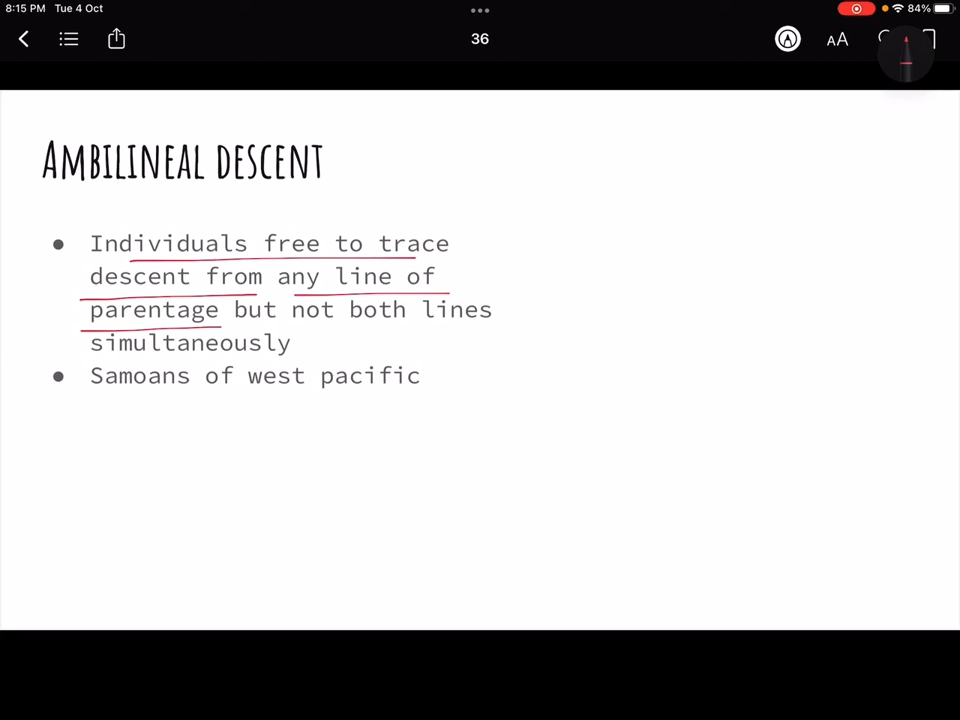 8:15 PM Tue 4 Oct
84%
36
AA
AMBILINEAL DESCENT
● Individuals free to trace
descent from any line of
parentage but not both lines
simultaneously
● Samoans of west pacific